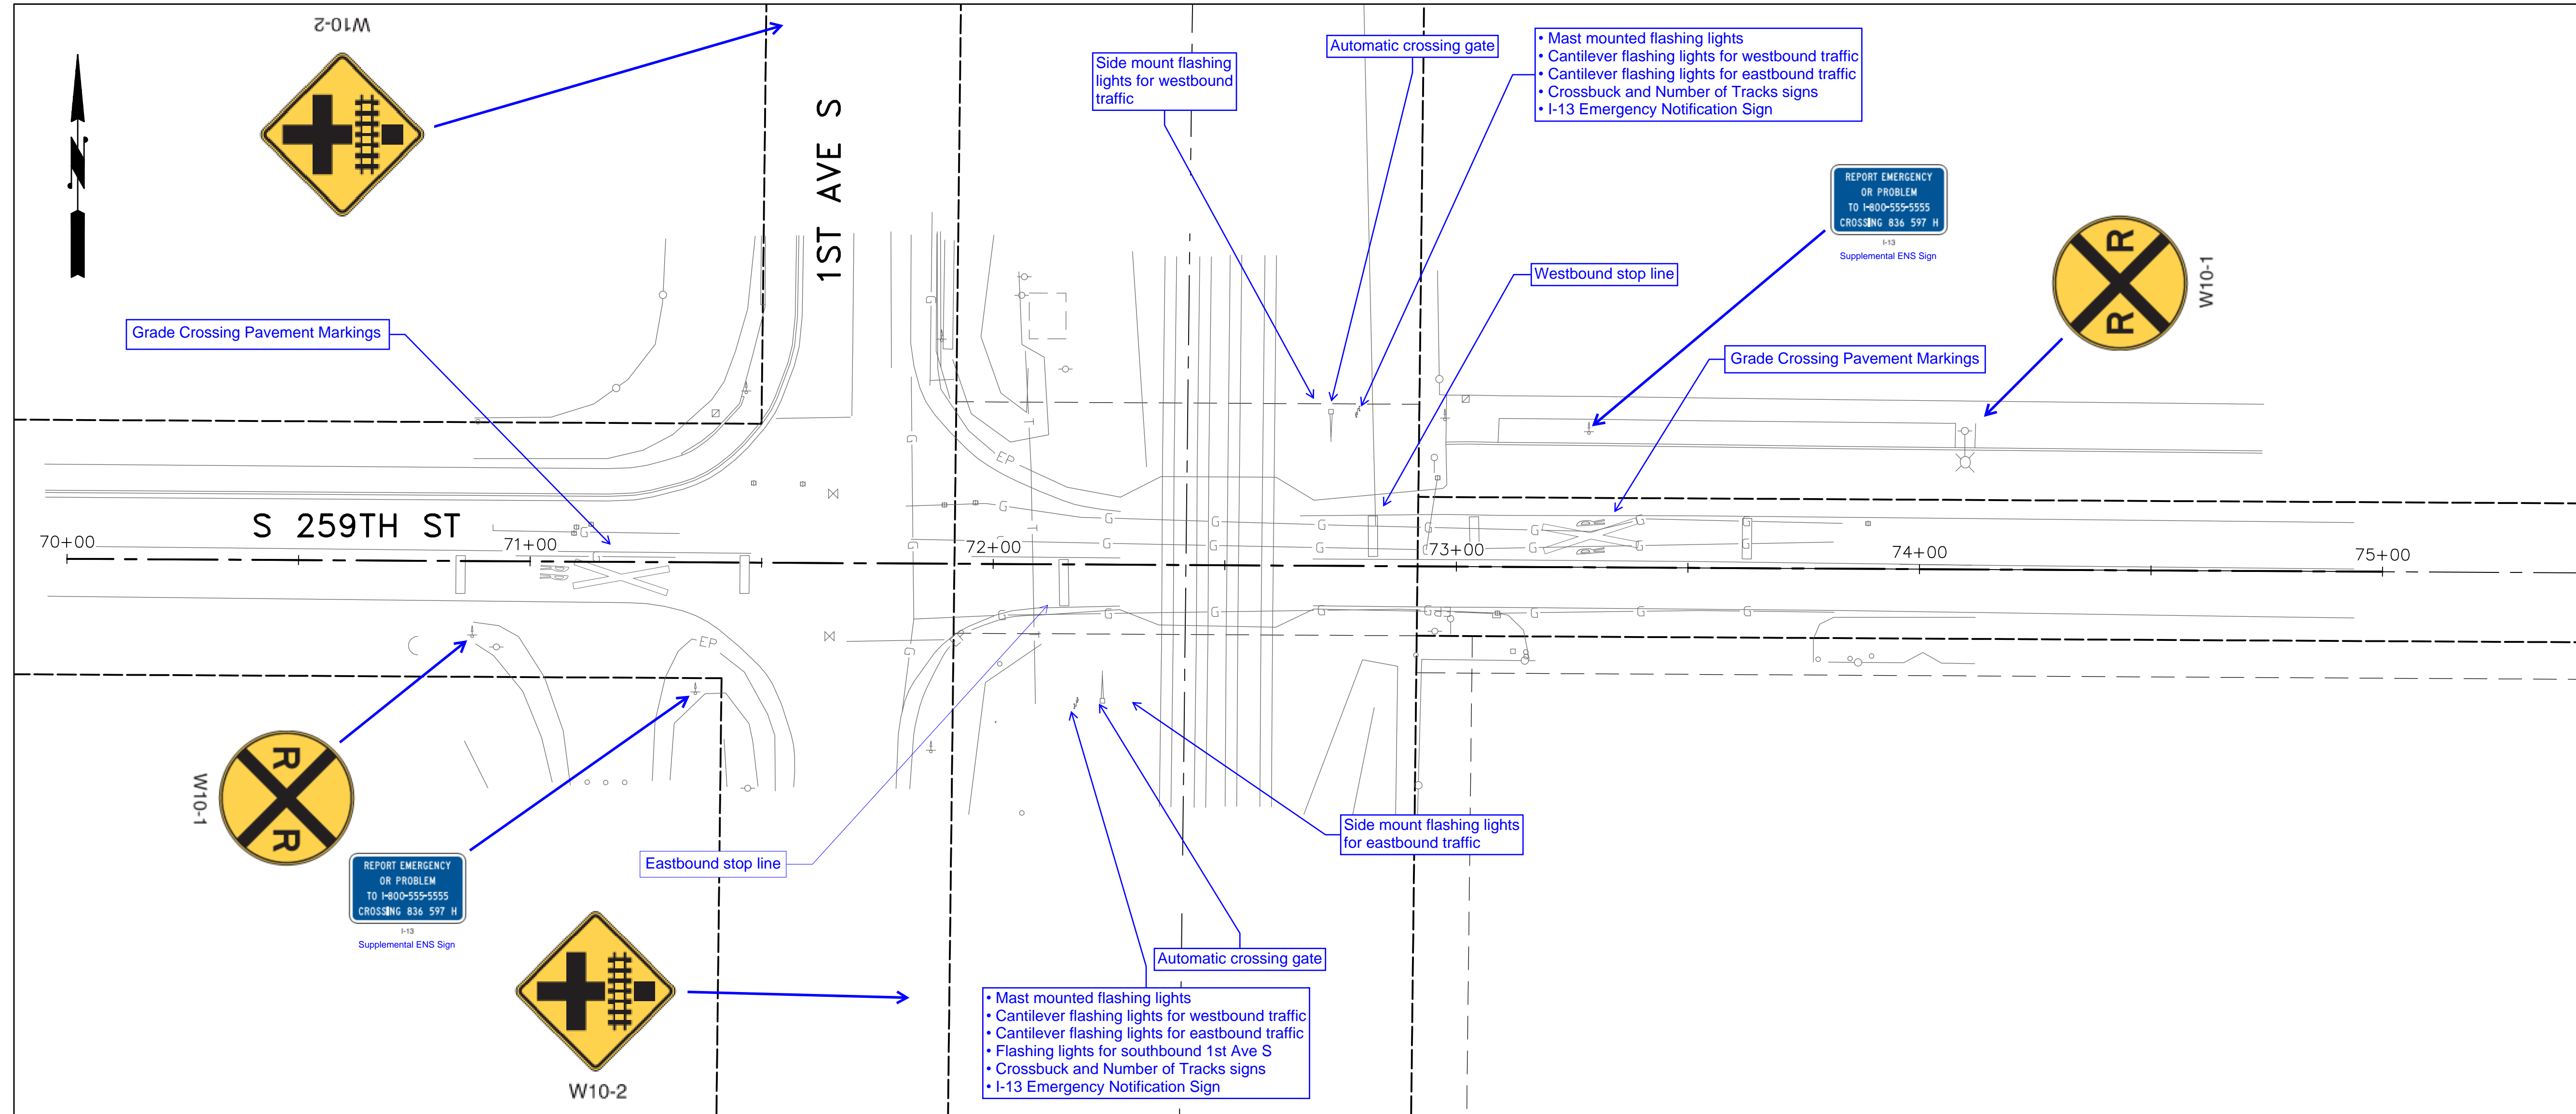 W10-2
1ST AVE S
Side mount flashing
lights for westbound
traffic
Automatic crossing gate
• Mast mounted flashing lights
• Cantilever flashing lights for westbound traffic
• Cantilever flashing lights for eastbound traffic
• Crossbuck and Number of Tracks signs
• I-13 Emergency Notification Sign
REPORT EMERGENCY
OR PROBLEM
TO 1-800-555-5555
CROSSING 836 597 H
I-13
Supplemental ENS Sign
R
R
W10-1
Westbound stop line
Grade Crossing Pavement Markings
Grade Crossing Pavement Markings
N
S 259TH ST
70+00
71+00
72+00
73+00
74+00
75+00
EP
EP
EP
EP
G G G G G G G
G G G G G G
G G G G G G G G
G
G
G
G
G
G
G
T
T
T
R R
R R
R
R
W10-1
REPORT EMERGENCY
OR PROBLEM
TO 1-800-555-5555
CROSSING 836 597 H
I-13
Supplemental ENS Sign
Eastbound stop line
Side mount flashing lights
for eastbound traffic
Automatic crossing gate
• Mast mounted flashing lights
• Cantilever flashing lights for westbound traffic
• Cantilever flashing lights for eastbound traffic
• Flashing lights for southbound 1st Ave S
• Crossbuck and Number of Tracks signs
• I-13 Emergency Notification Sign
W10-2